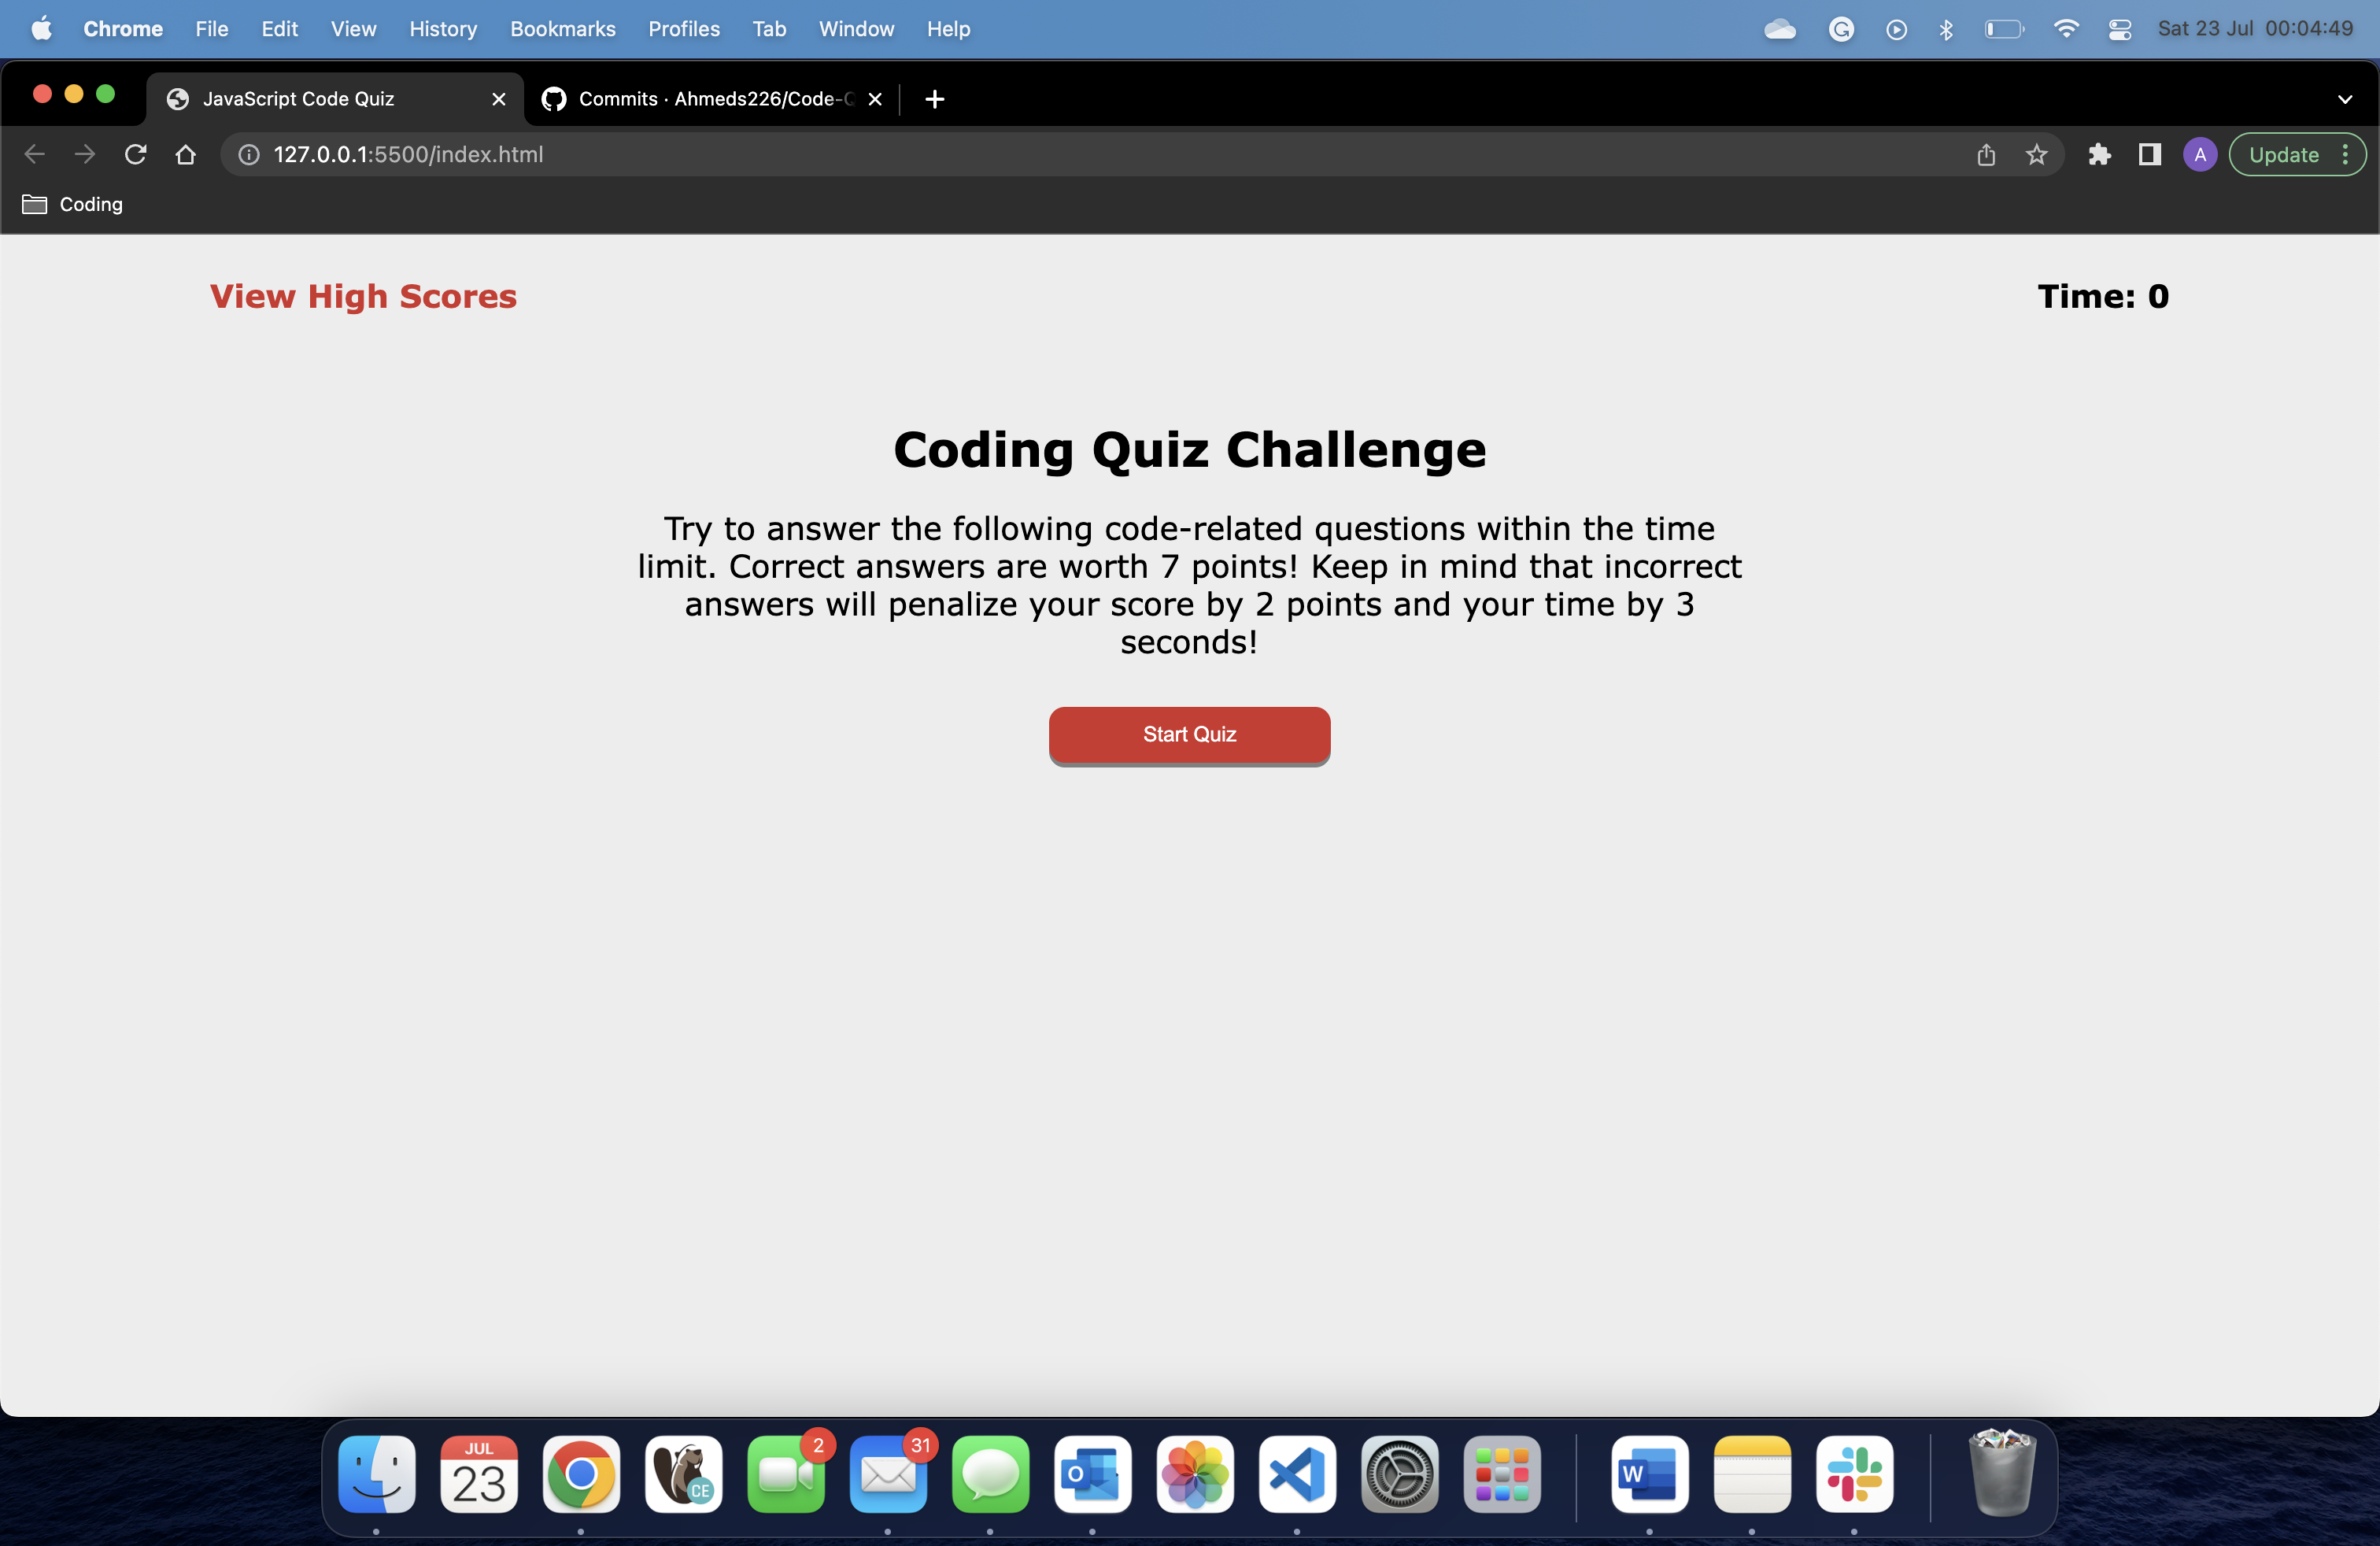 Chrome File Edit View History Bookmarks Profiles Tab Window Help Sat 23 Jul 00:04:49
JavaScript Code Quiz Commits · Ahmeds226/Code-Q
127.0.0.1:5500/index.html A Update
Coding
View High Scores Time: 0
Coding Quiz Challenge
Try to answer the following code-related questions within the time
limit. Correct answers are worth 7 points! Keep in mind that incorrect
answers will penalize your score by 2 points and your time by 3
seconds!
Start Quiz
JUL 2 31
23 CE O W